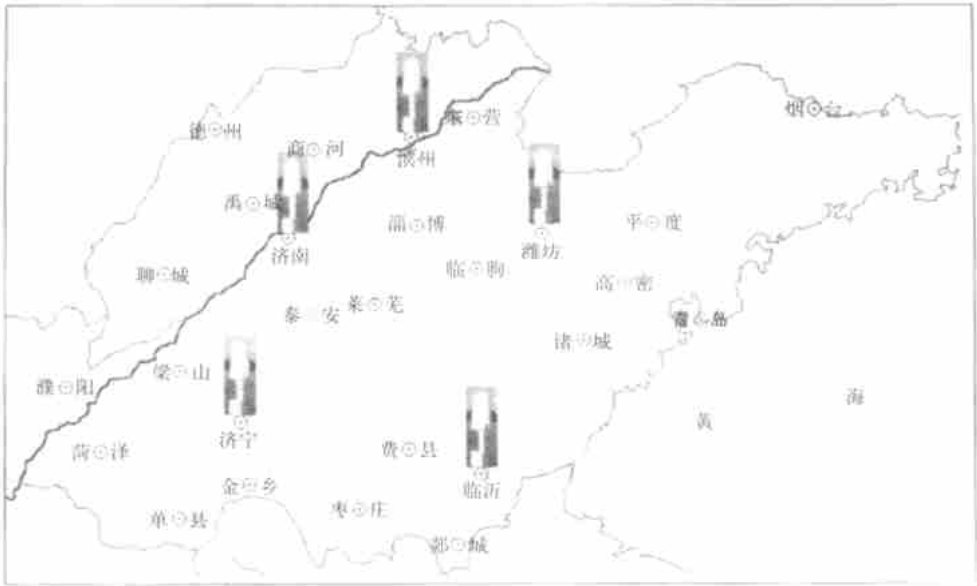 烟台
东营
德州
滨州
商河
禹城
淄博
平度
济南
潍坊
临朐
聊城
高密
莱芜
泰安
青岛
诸城
梁山
濮阳
海
黄
济宁
菏泽
费县
金乡
临沂
枣庄
单县
郯城